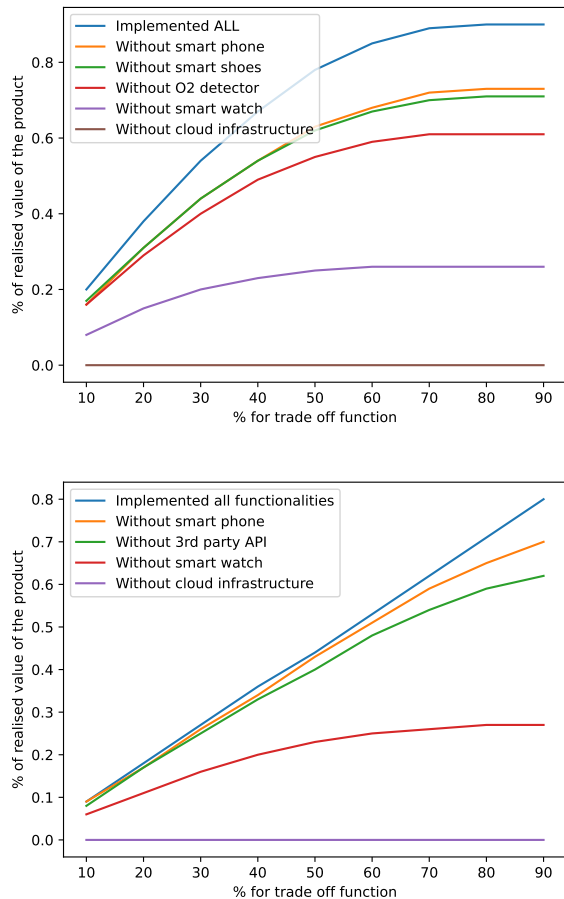 Implemented ALL
Without smart phone
Without smart shoes
Without O2 detector
Without smart watch
Without cloud infrastructure
% of realised value of the product
0.8
0.6
0.4
0.2
0.0
10 20 30 40 50 60 70 80 90
% for trade off function
Implemented all functionalities
Without smart phone
Without 3rd party API
Without smart watch
Without cloud infrastructure
% of realised value of the product
0.8
0.7
0.6
0.5
0.4
0.3
0.2
0.1
0.0
10 20 30 40 50 60 70 80 90
% for trade off function